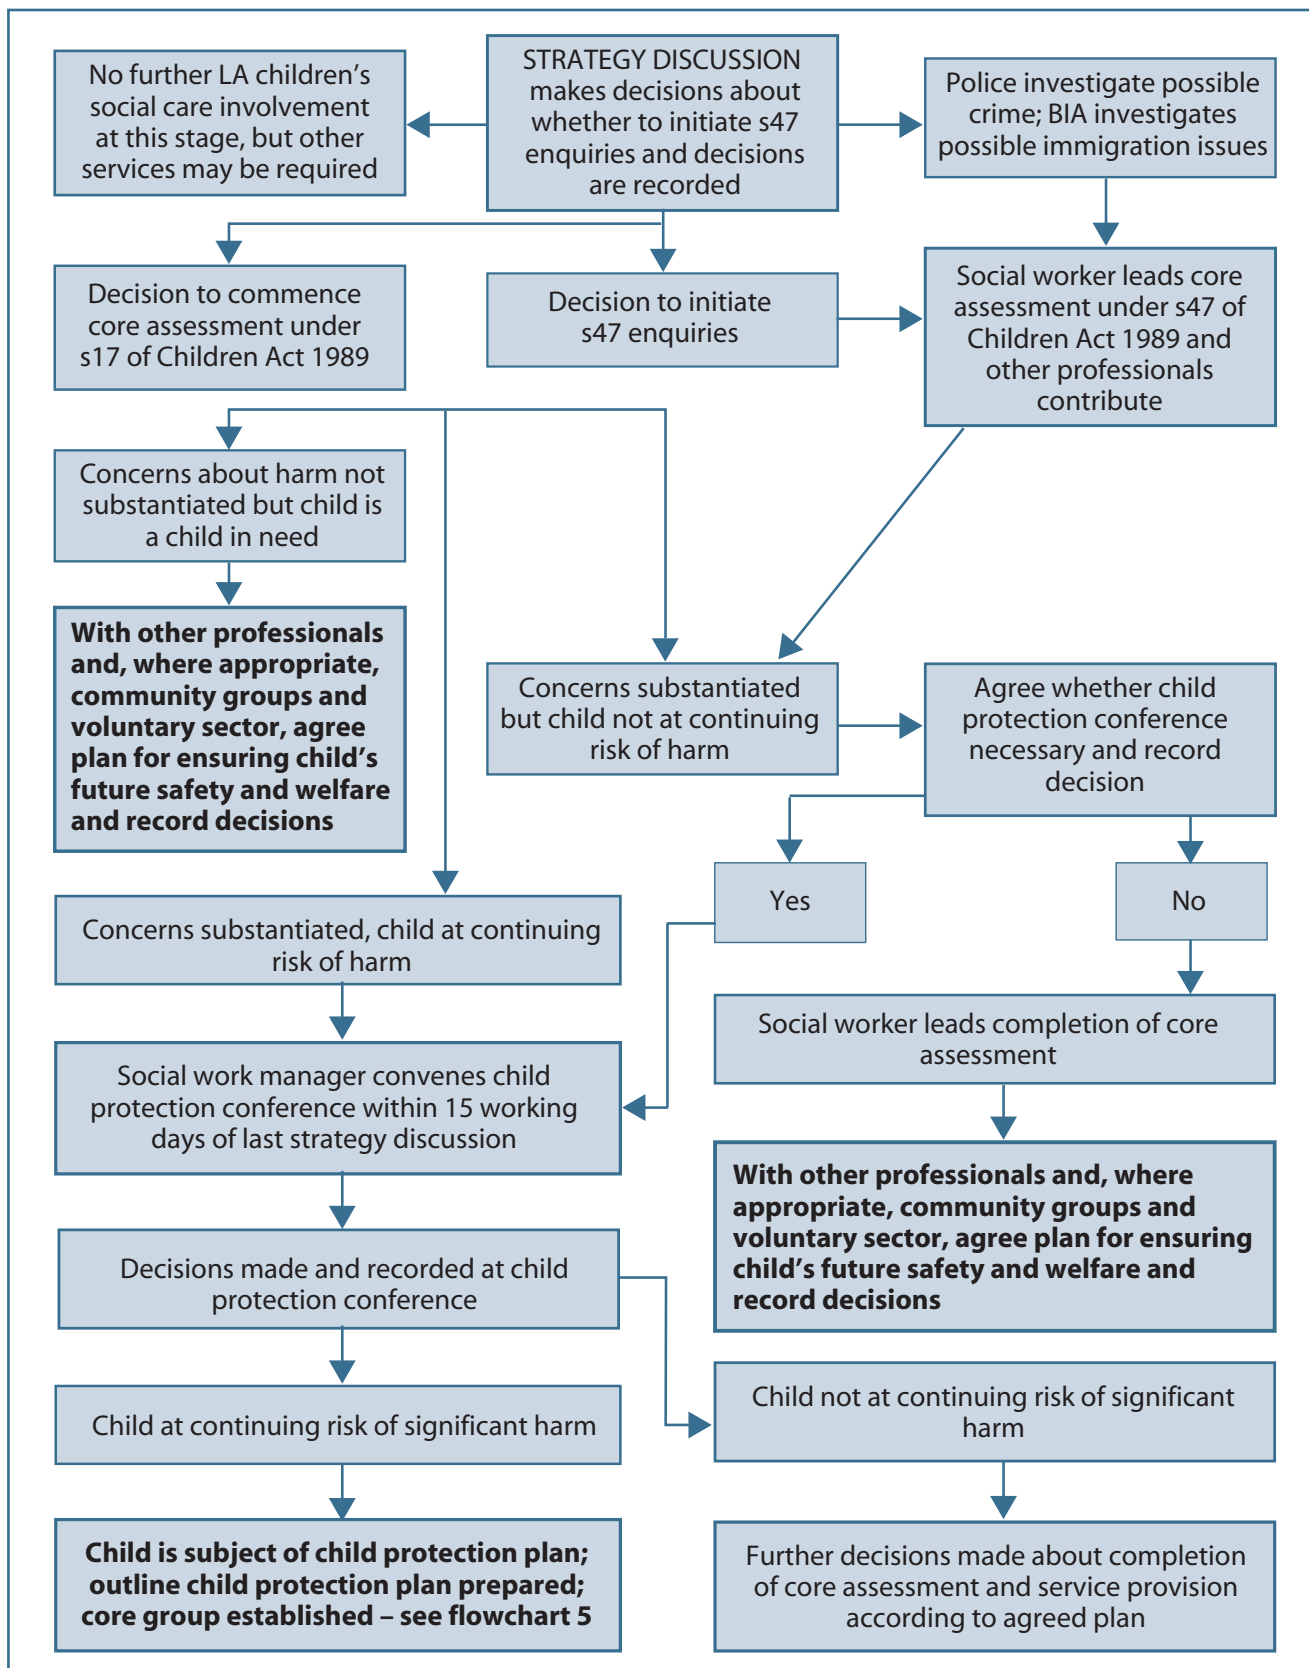 No further LA children's
social care involvement
at this stage, but other
services may be required
STRATEGY DISCUSSION
makes decisions about
whether to initiate s47
enquiries and decisions
are recorded
Police investigate possible
crime; BIA investigates
possible immigration issues
Decision to commence
core assessment under
s17 of Children Act 1989
Decision to initiate
s47 enquiries
Social worker leads core
assessment under s47 of
Children Act 1989 and
other professionals
contribute
Concerns about harm not
substantiated but child is
a child in need
With other professionals
and, where appropriate,
community groups and
voluntary sector, agree
plan for ensuring child's
future safety and welfare
and record decisions
Concerns substantiated
but child not at continuing
risk of harm
Agree whether child
protection conference
necessary and record
decision
Yes
No
Concerns substantiated, child at continuing
risk of harm
Social worker leads completion of core
assessment
Social work manager convenes child
protection conference within 15 working
days of last strategy discussion
With other professionals and, where
appropriate, community groups and
voluntary sector, agree plan for ensuring
child's future safety and welfare and
record decisions
Decisions made and recorded at child
protection conference
Child at continuing risk of significant harm
Child not at continuing risk of significant
harm
Child is subject of child protection plan;
outline child protection plan prepared;
core group established – see flowchart 5
Further decisions made about completion
of core assessment and service provision
according to agreed plan